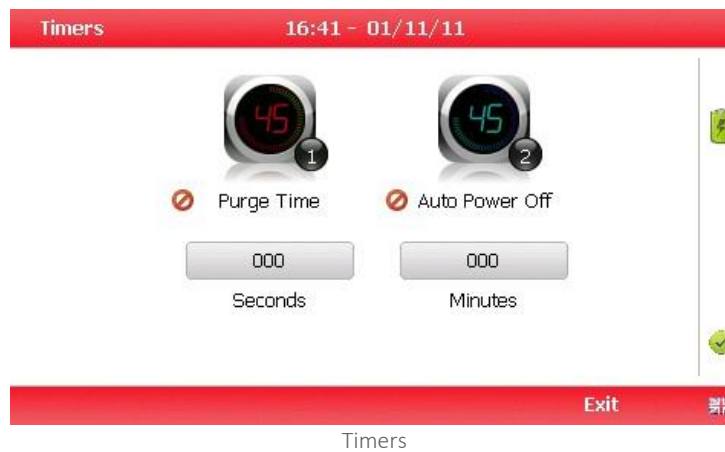 Timers 16:41 - 01/11/11
45 45
1 2
Purge Time Auto Power Off
000 000
Seconds Minutes
Exit
Timers